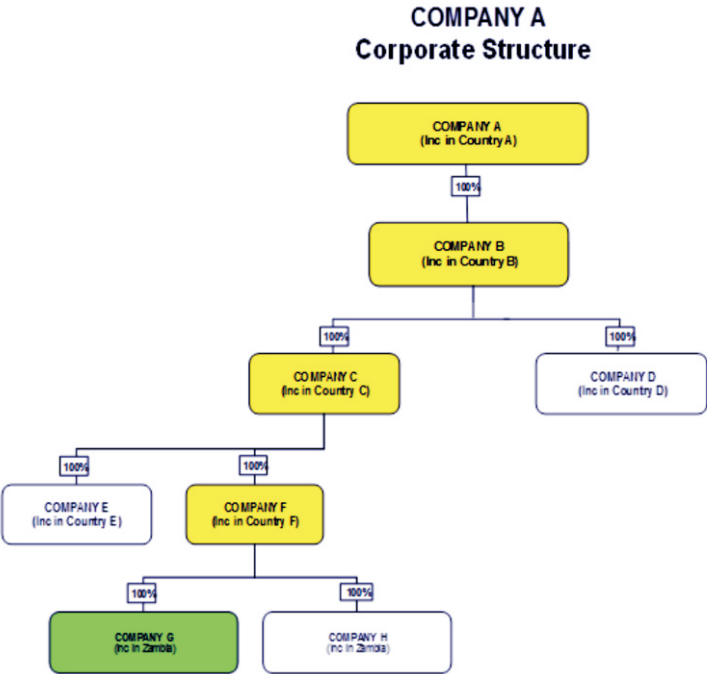 COMPANY A
Corporate Structure
COMPANY A
(Inc in Country A)
100%
COMPANY B
(Inc in Country B)
100%
100%
COMPANY C
(Inc in Country C)
COMPANY D
(Inc in Country D)
100%
100%
COMPANY E
(Inc in Country E)
COMPANY F
(Inc in Country F)
100%
100%
COMPANY G
(Inc in Zambia)
COMPANY H
(Inc in Zambia)